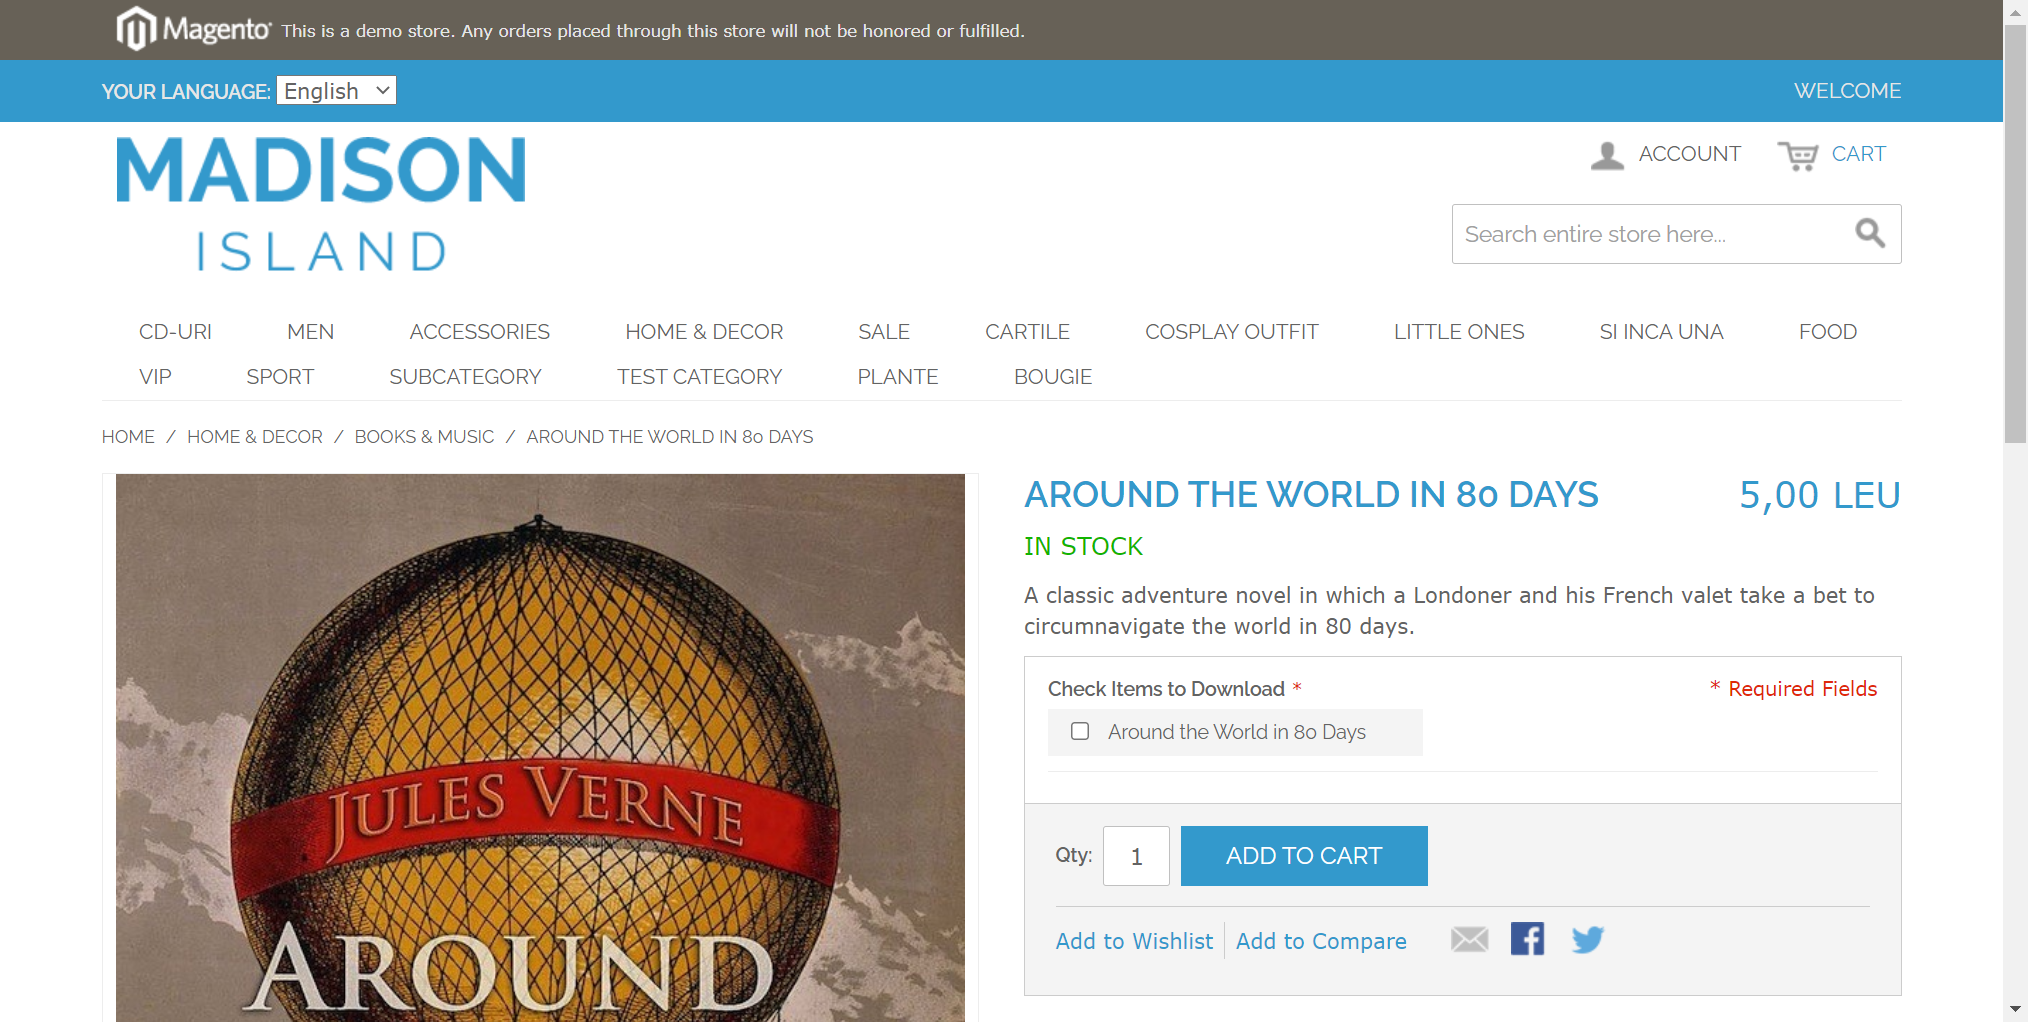 Magento® This is a demo store. Any orders placed through this store will not be honored or fulfilled.
YOUR LANGUAGE: English WELCOME
MADISON
ISLAND
ACCOUNT CART
Search entire store here...
CD-URI MEN ACCESSORIES HOME & DECOR SALE CARTILE COSPLAY OUTFIT LITTLE ONES SI INCA UNA FOOD
VIP SPORT SUBCATEGORY TEST CATEGORY PLANTE BOUGIE
HOME / HOME & DECOR / BOOKS & MUSIC / AROUND THE WORLD IN 80 DAYS
JULES VERNE
AROUND
AROUND THE WORLD IN 80 DAYS 5,00 LEU
IN STOCK
A classic adventure novel in which a Londoner and his French valet take a bet to
circumnavigate the world in 80 days.
Check Items to Download * * Required Fields
Around the World in 80 Days
Qty: 1 ADD TO CART
Add to Wishlist Add to Compare